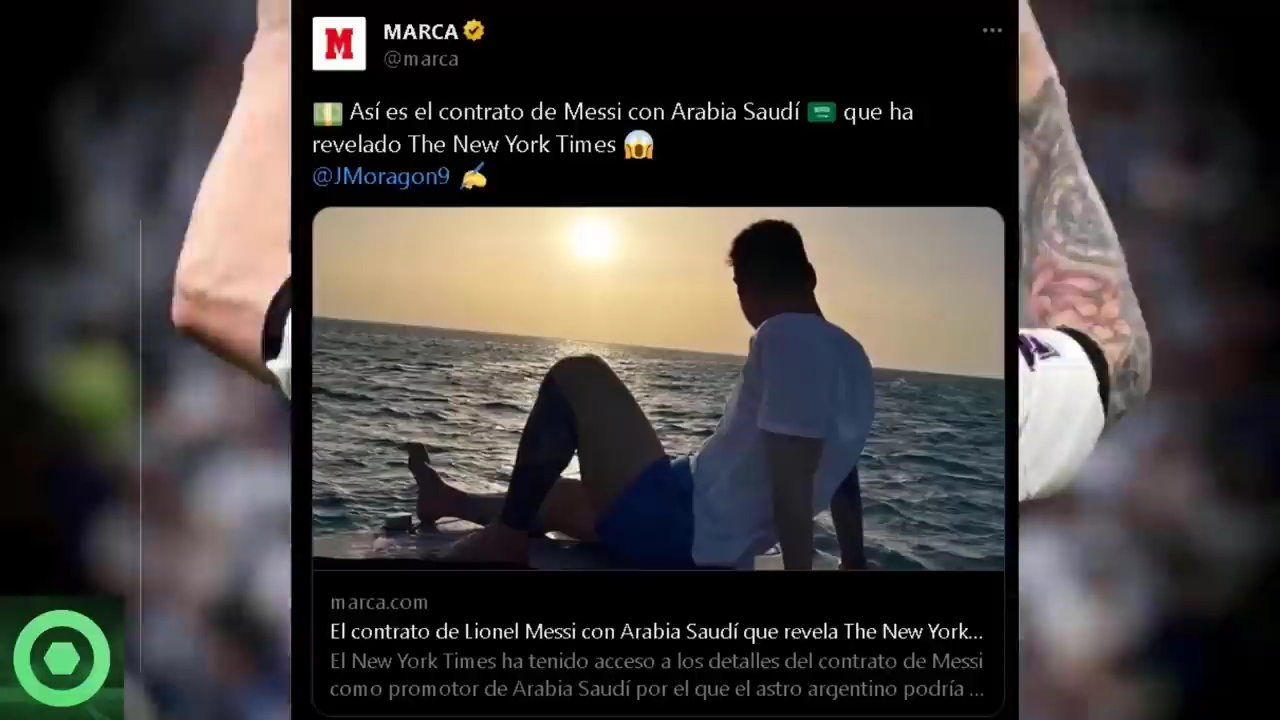 M
MARCA
@marca
Así es el contrato de Messi con Arabia Saudí que ha
revelado The New York Times
@JMoragon9
marca.com
El contrato de Lionel Messi con Arabia Saudí que revela The New York...
El New York Times ha tenido acceso a los detalles del contrato de Messi
como promotor de Arabia Saudí por el que el astro argentino podría ...